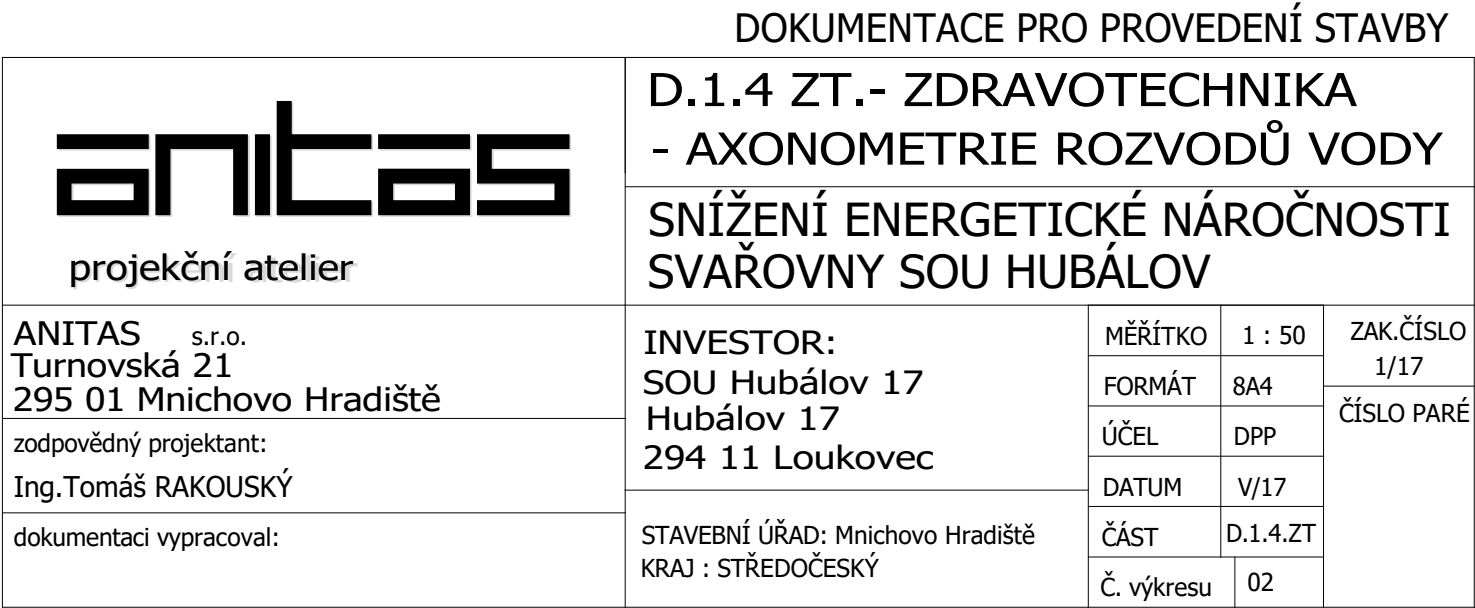 DOKUMENTACE PRO PROVEDENÍ STAVBY
anitas
projekční atelier
D.1.4 ZT.- ZDRAVOTECHNIKA
- AXONOMETRIE ROZVODŮ VODY
SNÍŽENÍ ENERGETICKÉ NÁROČNOSTI
SVAŘOVNY SOU HUBÁLOV
ANITAS s.r.o.
Turnovská 21
295 01 Mnichovo Hradiště
zodpovědný projektant:
Ing.Tomáš RAKOUSKÝ
dokumentaci vypracoval:
INVESTOR:
SOU Hubálov 17
Hubálov 17
294 11 Loukovec
STAVEBNÍ ÚŘAD: Mnichovo Hradiště
KRAJ : STŘEDOČESKÝ
MĚŘÍTKO 1 : 50
FORMÁT 8A4
ÚČEL DPP
DATUM V/17
ČÁST D.1.4.ZT
Č. výkresu 02
ZAK.ČÍSLO
1/17
ČÍSLO PARÉ